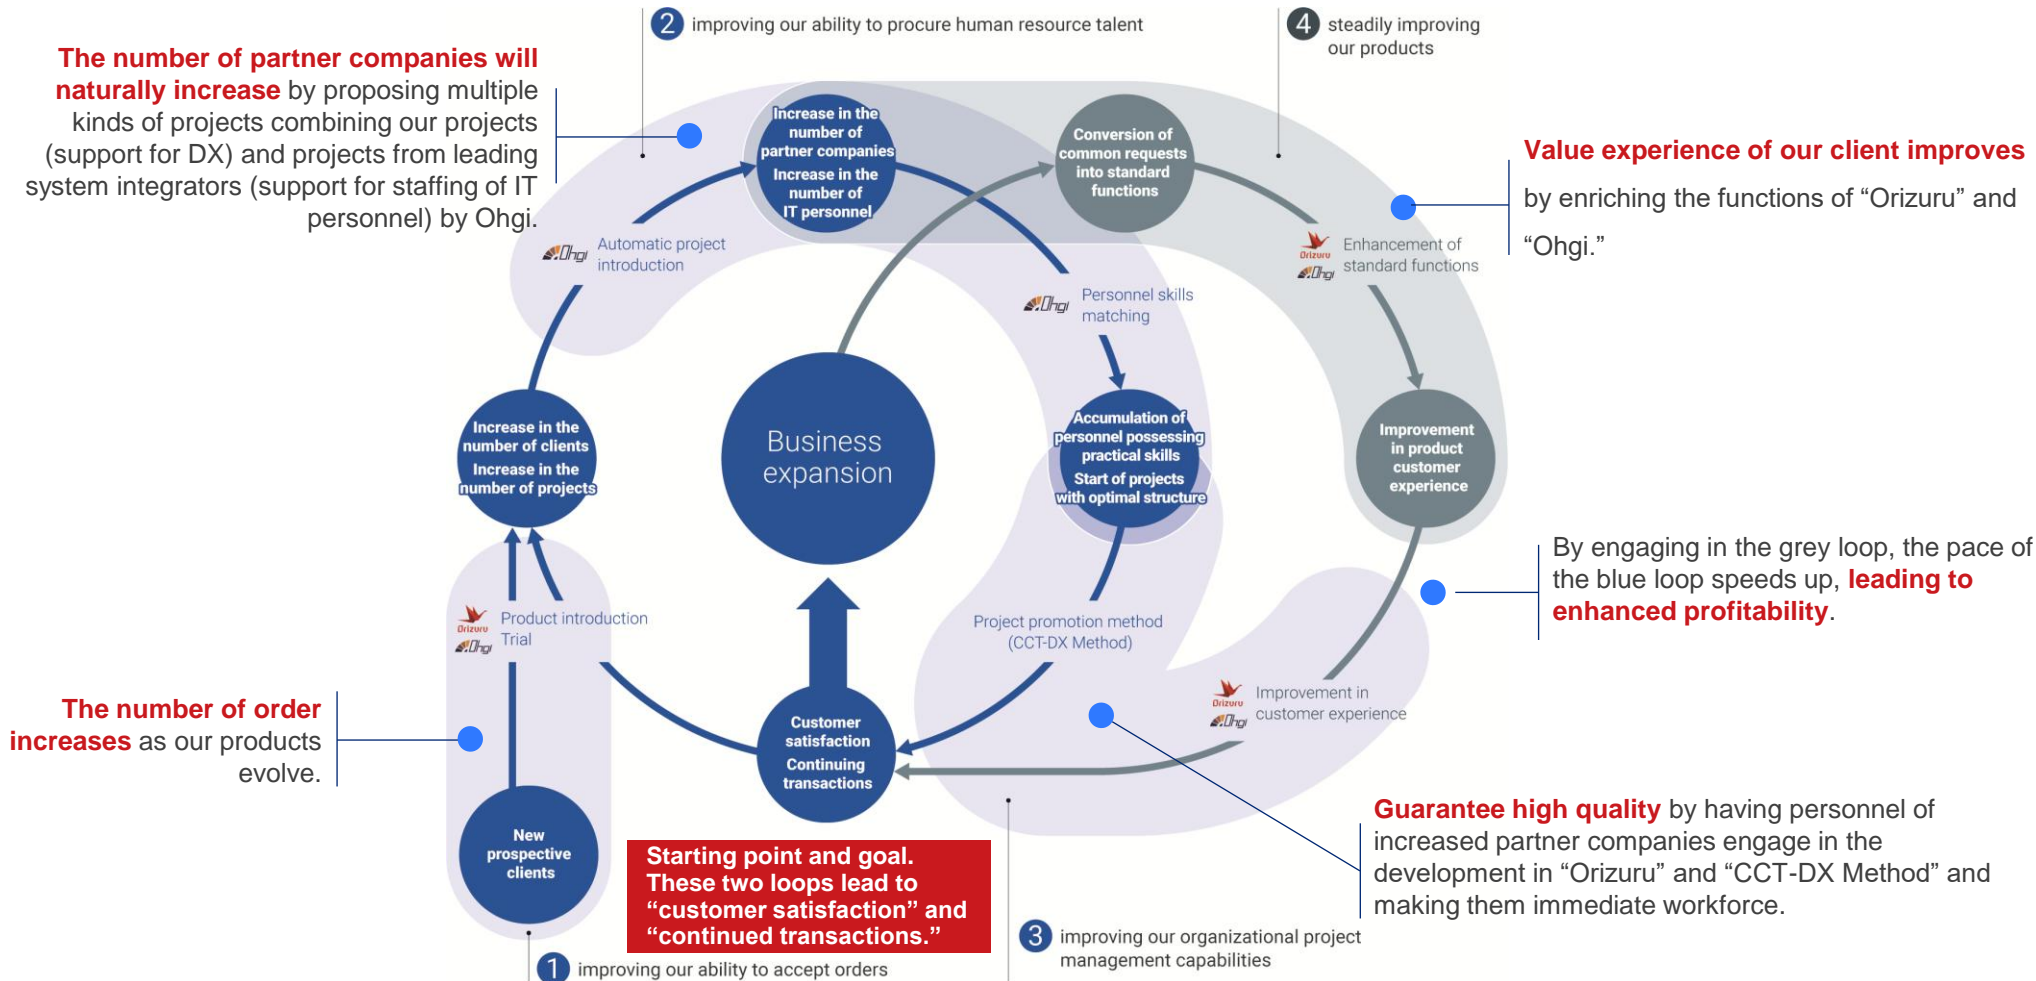 2 improving our ability to procure human resource talent
4 steadily improving
our products
The number of partner companies will
naturally increase by proposing multiple
kinds of projects combining our projects
(support for DX) and projects from leading
system integrators (support for staffing of IT
personnel) by Ohgi.
Increase in the
number of
partner companies
Increase in the
number of
IT personnel
Conversion of
common requests
into standard
functions
Value experience of our client improves
by enriching the functions of “Orizuru” and
“Ohgi.”
Ohgi
Automatic project
introduction
Orizuru
Ohgi
Enhancement of
standard functions
Ohgi
Personnel skills
matching
Increase in the
number of clients
Increase in the
number of projects
Business
expansion
Accumulation of
personnel possessing
practical skills
Start of projects
with optimal structure
Improvement
in product
customer
experience
By engaging in the grey loop, the pace of
the blue loop speeds up, leading to
enhanced profitability.
Orizuru
Ohgi
Product introduction
Trial
Project promotion method
(CCT-DX Method)
Orizuru
Ohgi
Improvement in
customer experience
The number of order
increases as our products
evolve.
Customer
satisfaction
Continuing
transactions
New
prospective
clients
Starting point and goal.
These two loops lead to
“customer satisfaction” and
“continued transactions.”
Guarantee high quality by having personnel of
increased partner companies engage in the
development in “Orizuru” and “CCT-DX Method” and
making them immediate workforce.
3 improving our organizational project
management capabilities
1 improving our ability to accept orders